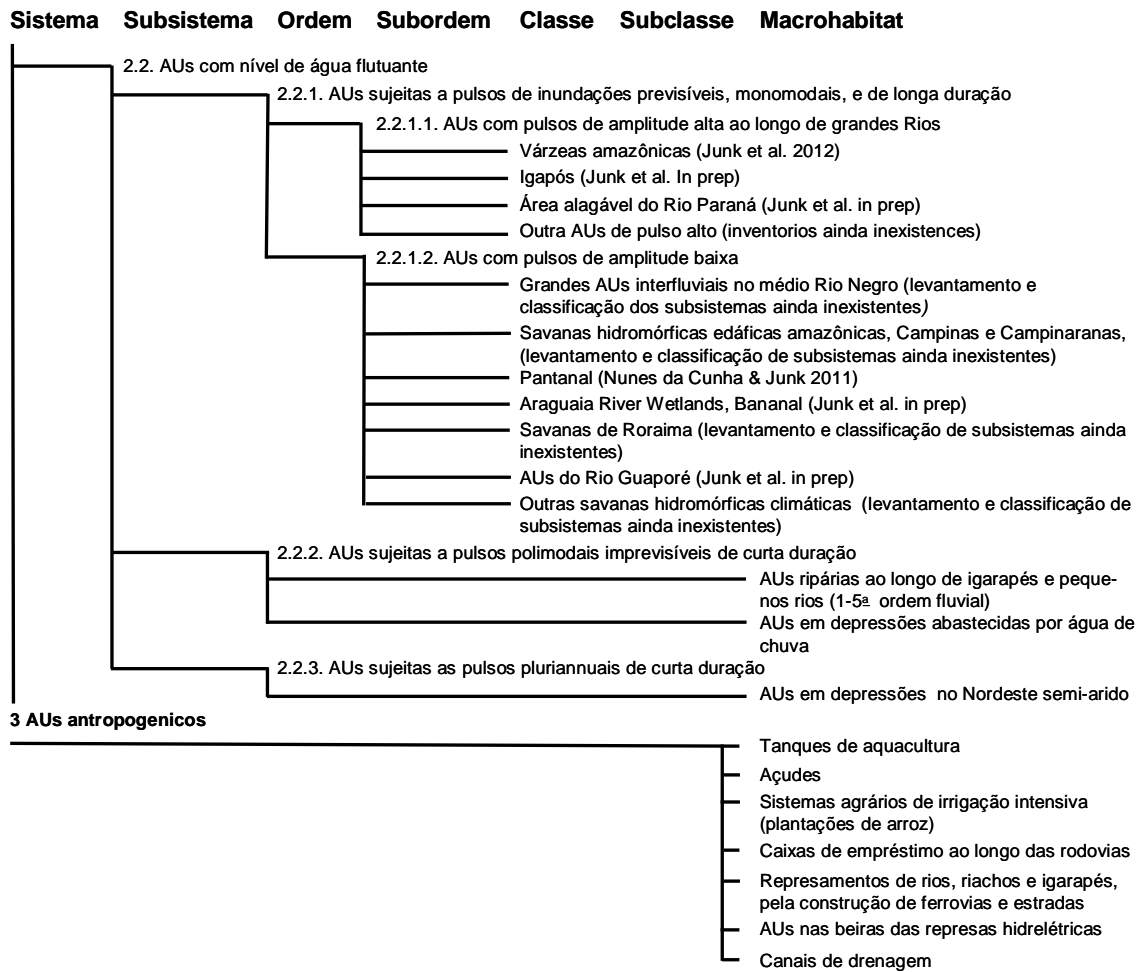 Sistema Subsistema Ordem Subordem Classe Subclasse Macrohabitat
2.2. AUs com nível de água flutuante
2.2.1. AUs sujeitas a pulsos de inundações previsíveis, monomodais, e de longa duração
2.2.1.1. AUs com pulsos de amplitude alta ao longo de grandes Rios
Várzeas amazônicas (Junk et al. 2012)
Igapós (Junk et al. In prep)
Área alagável do Rio Paraná (Junk et al. in prep)
Outra AUs de pulso alto (inventorios ainda inexistences)
2.2.1.2. AUs com pulsos de amplitude baixa
Grandes AUs interfluviais no médio Rio Negro (levantamento e
classificação dos subsistemas ainda inexistentes)
Savanas hidromórficas edáficas amazônicas, Campinas e Campinaranas,
(levantamento e classificação de subsistemas ainda inexistentes)
Pantanal (Nunes da Cunha & Junk 2011)
Araguaia River Wetlands, Bananal (Junk et al. in prep)
Savanas de Roraima (levantamento e classificação de subsistemas ainda
inexistentes)
AUs do Rio Guaporé (Junk et al. in prep)
Outras savanas hidromórficas climáticas (levantamento e classificação de
subsistemas ainda inexistentes)
2.2.2. AUs sujeitas a pulsos polimodais imprevisíveis de curta duração
AUs ripárias ao longo de igarapés e peque-
nos rios (1-5ª ordem fluvial)
AUs em depressões abastecidas por água de
chuva
2.2.3. AUs sujeitas as pulsos pluriannuais de curta duração
AUs em depressões no Nordeste semi-arido
3 AUs antropogenicos
Tanques de aquacultura
Açudes
Sistemas agrários de irrigação intensiva
(plantações de arroz)
Caixas de empréstimo ao longo das rodovias
Represamentos de rios, riachos e igarapés,
pela construção de ferrovias e estradas
AUs nas beiras das represas hidrelétricas
Canais de drenagem